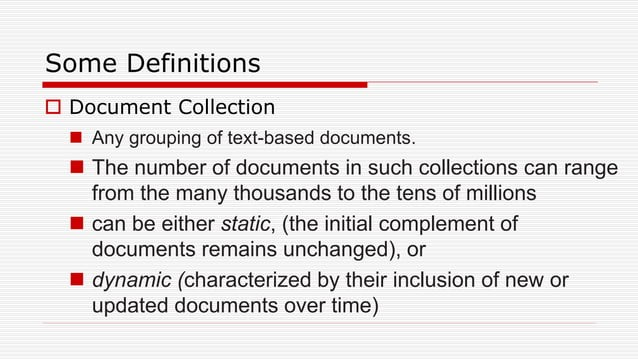 Some Definitions
Document Collection
Any grouping of text-based documents.
The number of documents in such collections can range
from the many thousands to the tens of millions
can be either static, (the initial complement of
documents remains unchanged), or
dynamic (characterized by their inclusion of new or
updated documents over time)